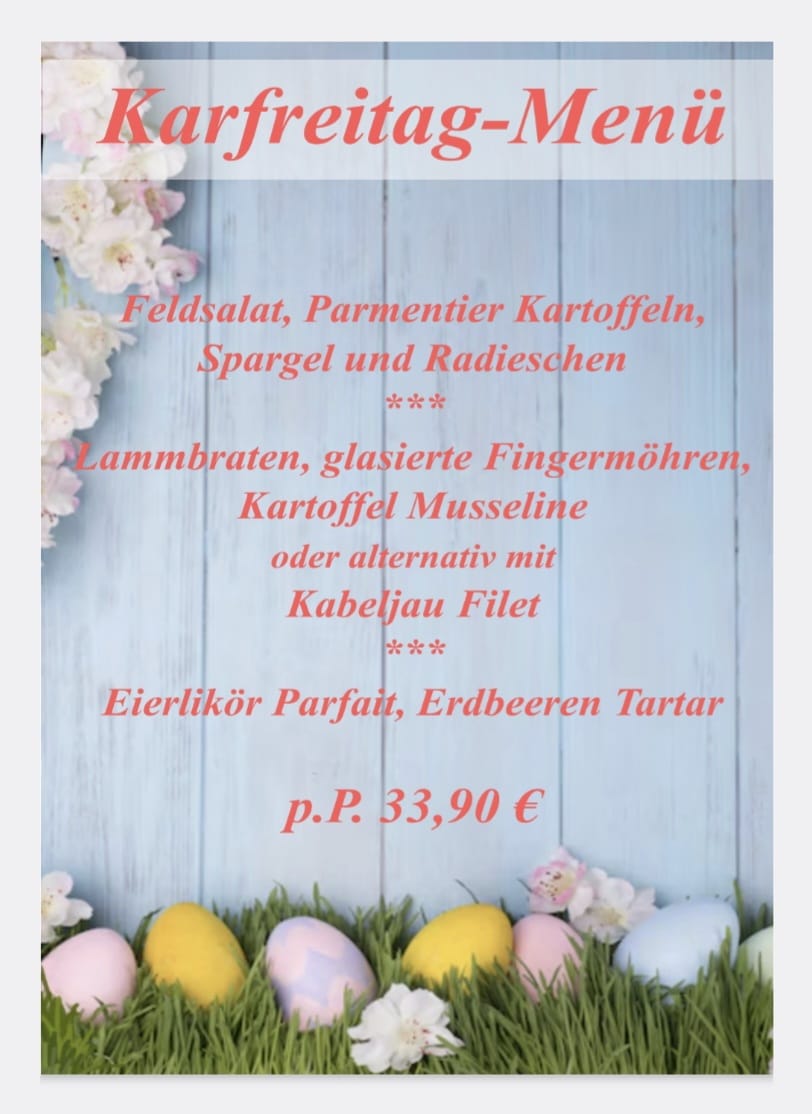 Karfreitag-Menü
Feldsalat, Parmentier Kartoffeln,
Spargel und Radieschen
***
Lammbraten, glasierte Fingermöhren,
Kartoffel Musseline
oder alternativ mit
Kabeljau Filet
***
Eierlikör Parfait, Erdbeeren Tartar
p.P. 33,90 €